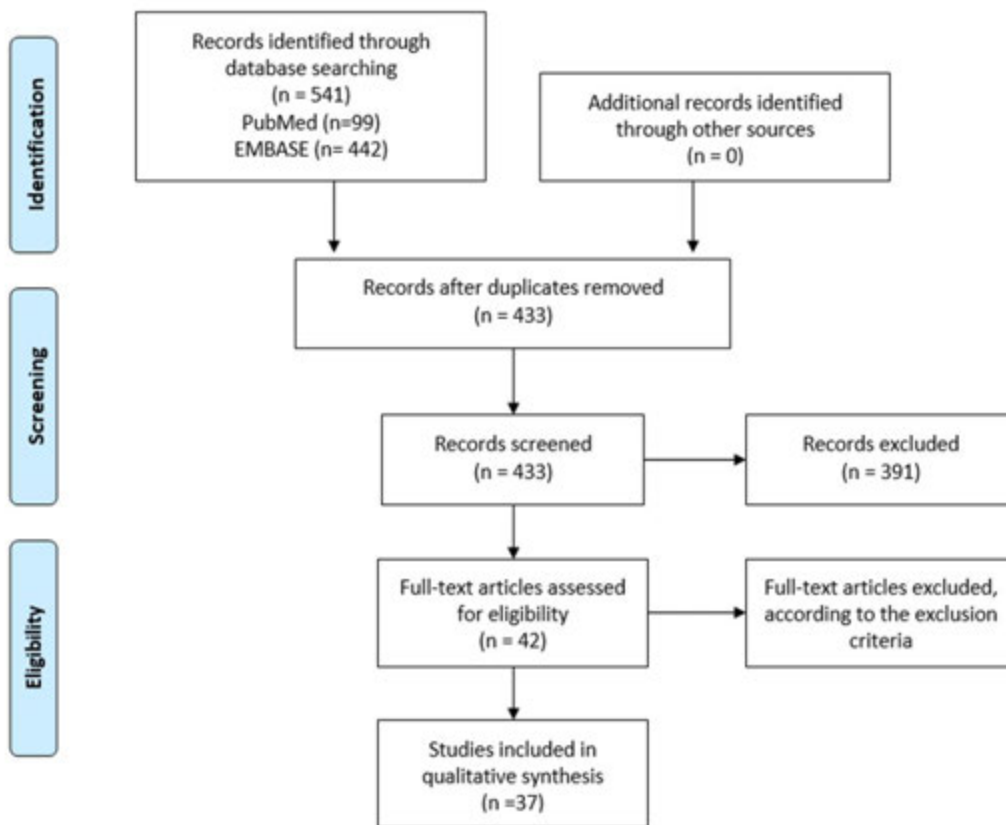 Identification
Records identified through
database searching
(n = 541)
PubMed (n=99)
EMBASE (n= 442)
Additional records identified
through other sources
(n = 0)
Records after duplicates removed
(n = 433)
Screening
Records screened
(n = 433)
Records excluded
(n = 391)
Eligibility
Full-text articles assessed
for eligibility
(n = 42)
Full-text articles excluded,
according to the exclusion
criteria
Studies included in
qualitative synthesis
(n =37)